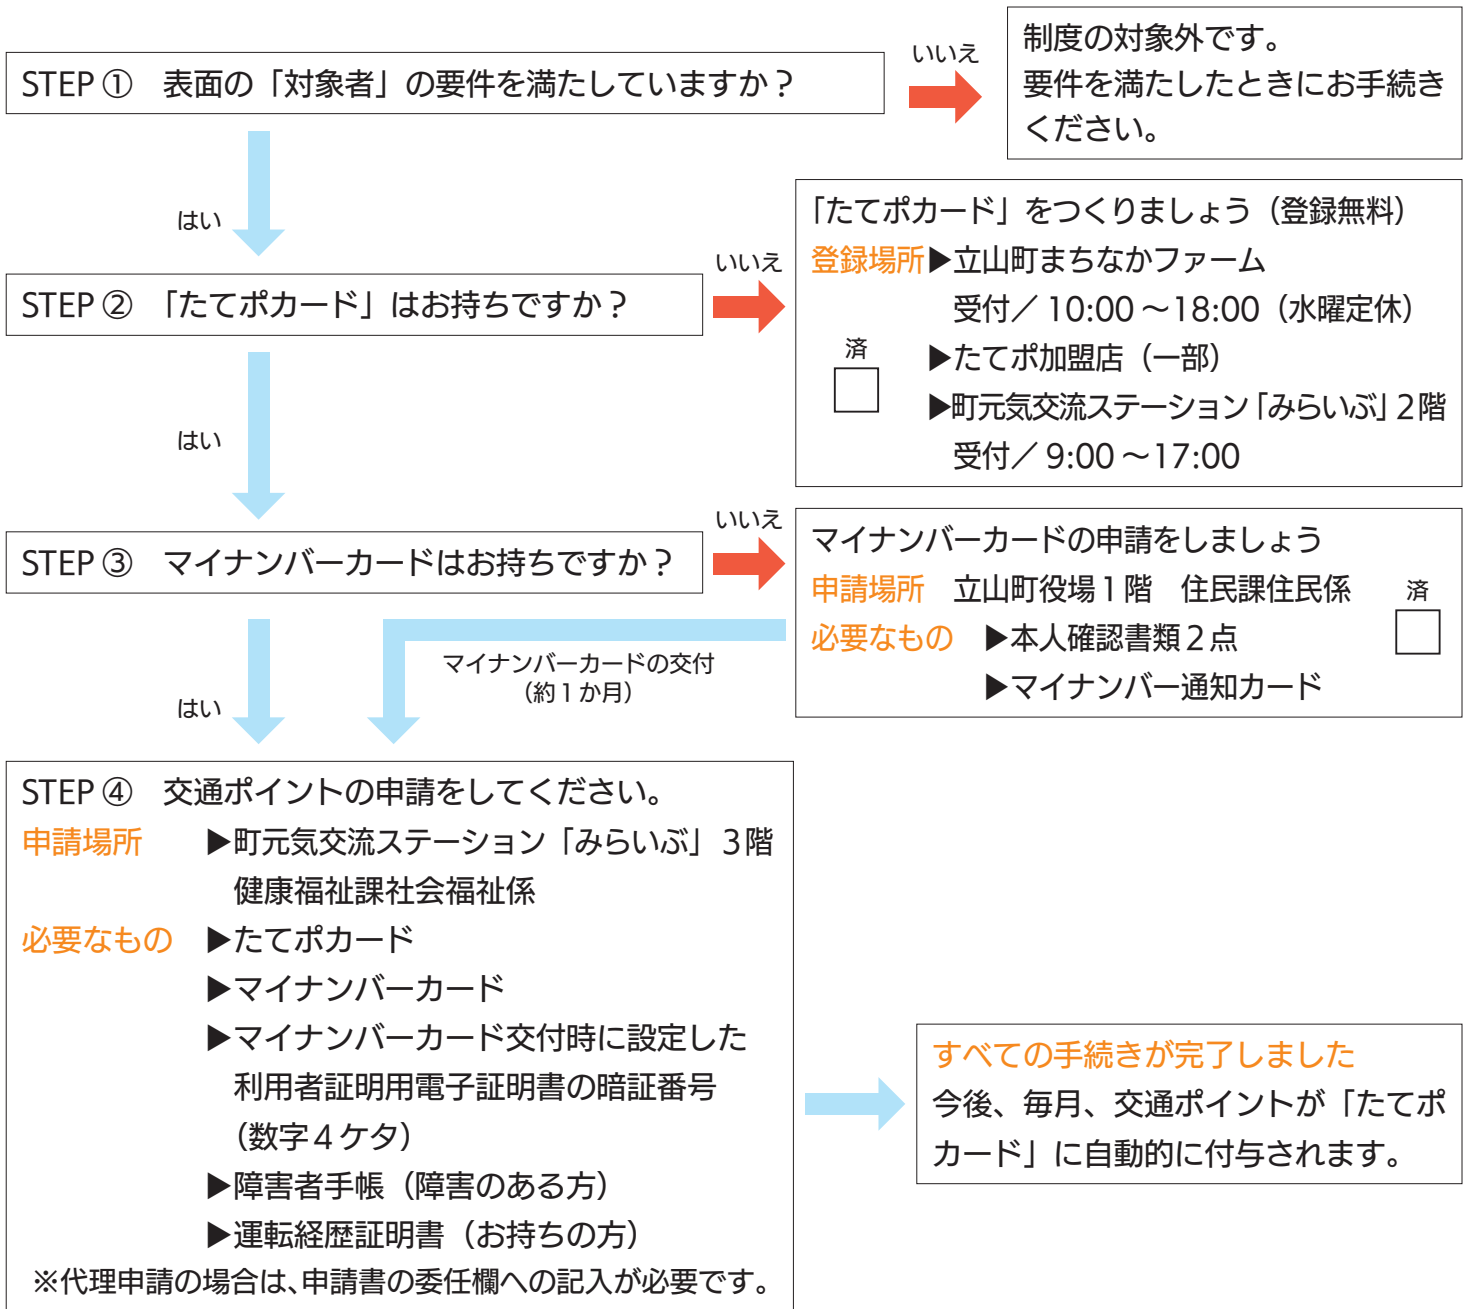 STEP ① 表面の「対象者」の要件を満たしていますか？
いいえ
制度の対象外です。
要件を満たしたときにお手続き
ください。
はい
STEP ② 「たてポカード」はお持ちですか？
いいえ
「たてポカード」をつくりましょう（登録無料）
登録場所▶立山町まちなかファーム
受付／ 10:00 ～18:00（水曜定休）
▶たてポ加盟店（一部）
▶町元気交流ステーション「みらいぶ」２階
受付／ 9:00 ～17:00
済
はい
STEP ③ マイナンバーカードはお持ちですか？
いいえ
マイナンバーカードの申請をしましょう
申請場所 立山町役場１階 住民課住民係
必要なもの ▶本人確認書類２点
▶マイナンバー通知カード
済
マイナンバーカードの交付
（約１か月）
はい
STEP ④ 交通ポイントの申請をしてください。
申請場所 ▶町元気交流ステーション「みらいぶ」３階
健康福祉課社会福祉係
必要なもの ▶たてポカード
▶マイナンバーカード
▶マイナンバーカード交付時に設定した
利用者証明用電子証明書の暗証番号
（数字４ケタ）
▶障害者手帳（障害のある方）
▶運転経歴証明書（お持ちの方）
※代理申請の場合は、申請書の委任欄への記入が必要です。
すべての手続きが完了しました
今後、毎月、交通ポイントが「たてポ
カード」に自動的に付与されます。